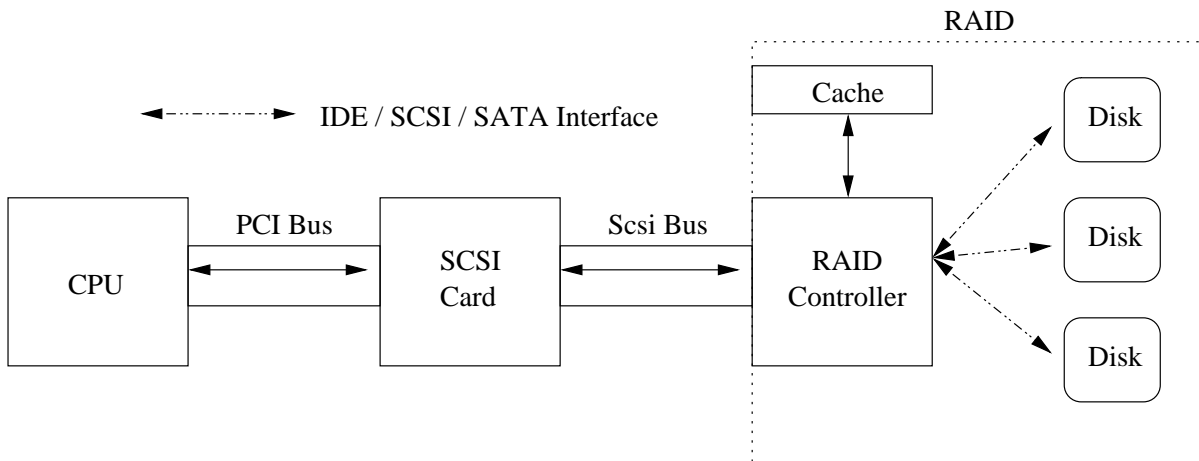 RAID
Cache
IDE / SCSI / SATA Interface
Disk
PCI Bus
Scsi Bus
CPU
SCSI
Card
RAID
Controller
Disk
Disk